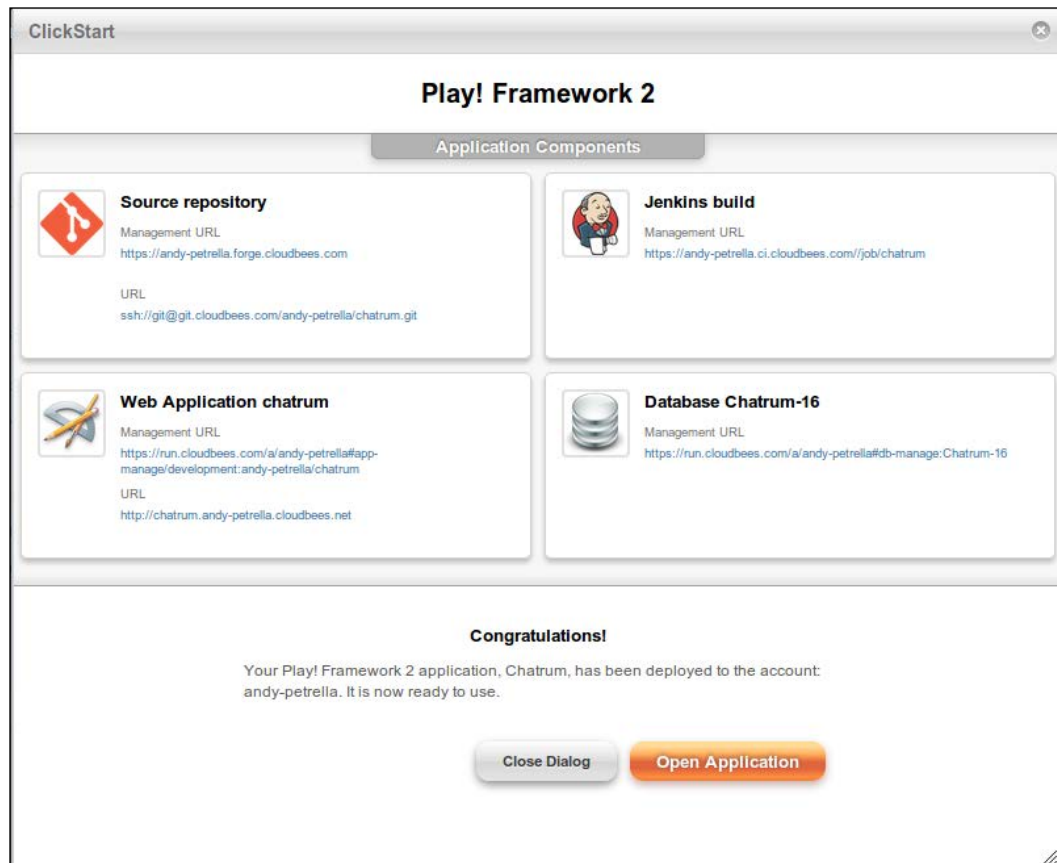 ClickStart
Play! Framework 2
Application Components
Source repository
Management URL
https://andy-petrella.forge.cloudbees.com
URL
ssh://git@git.cloudbees.com/andy-petrella/chatrum.git
Jenkins build
Management URL
https://andy-petrella.ci.cloudbees.com//job/chatrum
Web Application chatrum
Management URL
https://run.cloudbees.com/a/andy-petrella#app-
manage/development:andy-petrella/chatrum
URL
http://chatrum.andy-petrella.cloudbees.net
Database Chatrum-16
Management URL
https://run.cloudbees.com/a/andy-petrella#db-manage:Chatrum-16
Congratulations!
Your Play! Framework 2 application, Chatrum, has been deployed to the account:
andy-petrella. It is now ready to use.
Close Dialog
Open Application